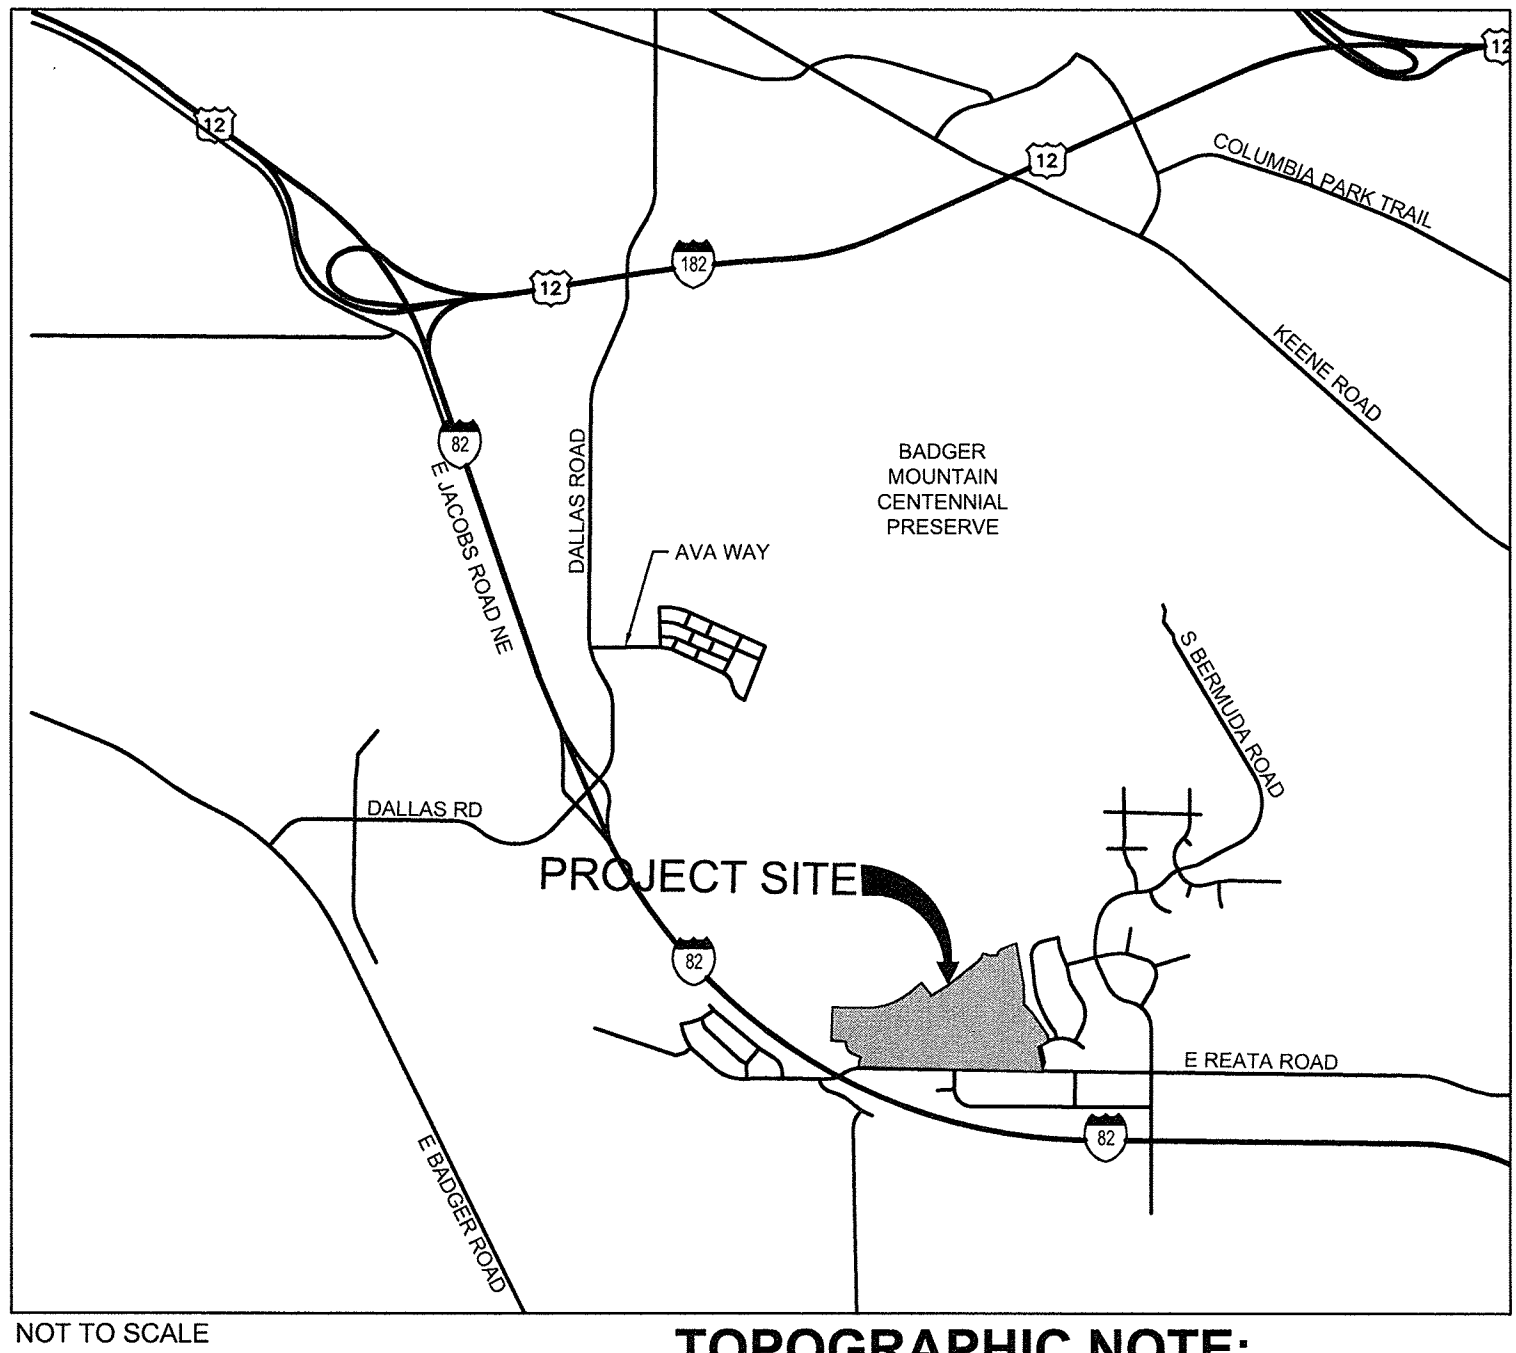 12
12
12
COLUMBIA PARK TRAIL
182
12
KEENE ROAD
82
E JACOBS ROAD NE
DALLAS ROAD
BADGER
MOUNTAIN
CENTENNIAL
PRESERVE
AVA WAY
S BERMUDA ROAD
DALLAS RD
PROJECT SITE
82
E REATA ROAD
82
E BADGER ROAD
NOT TO SCALE
TOPOGRAPHIC NOTE: